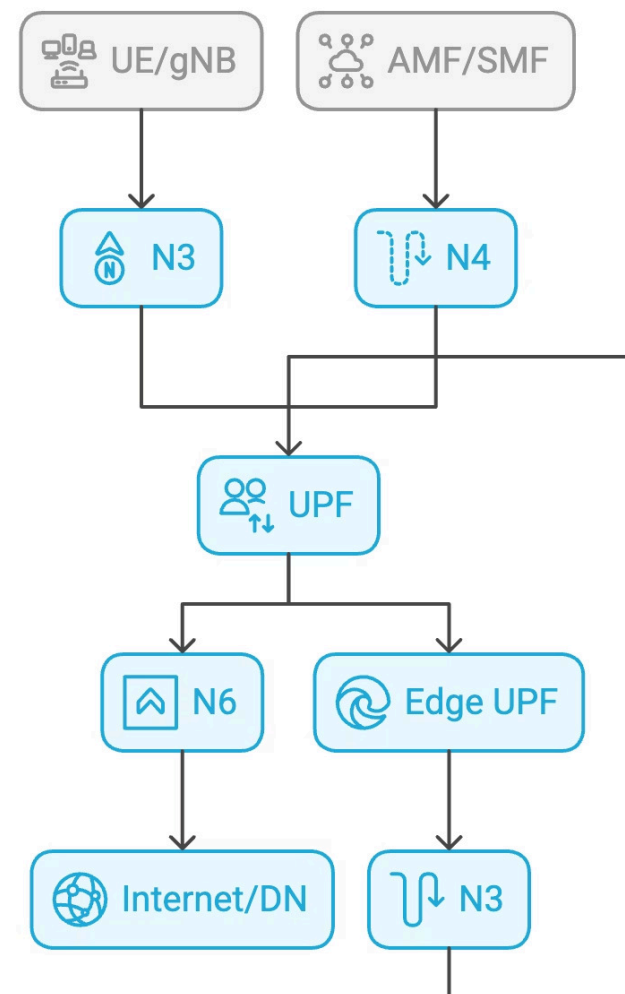 UE/gNB
AMF/SMF
N3
N4
UPF
N6
Edge UPF
Internet/DN
N3